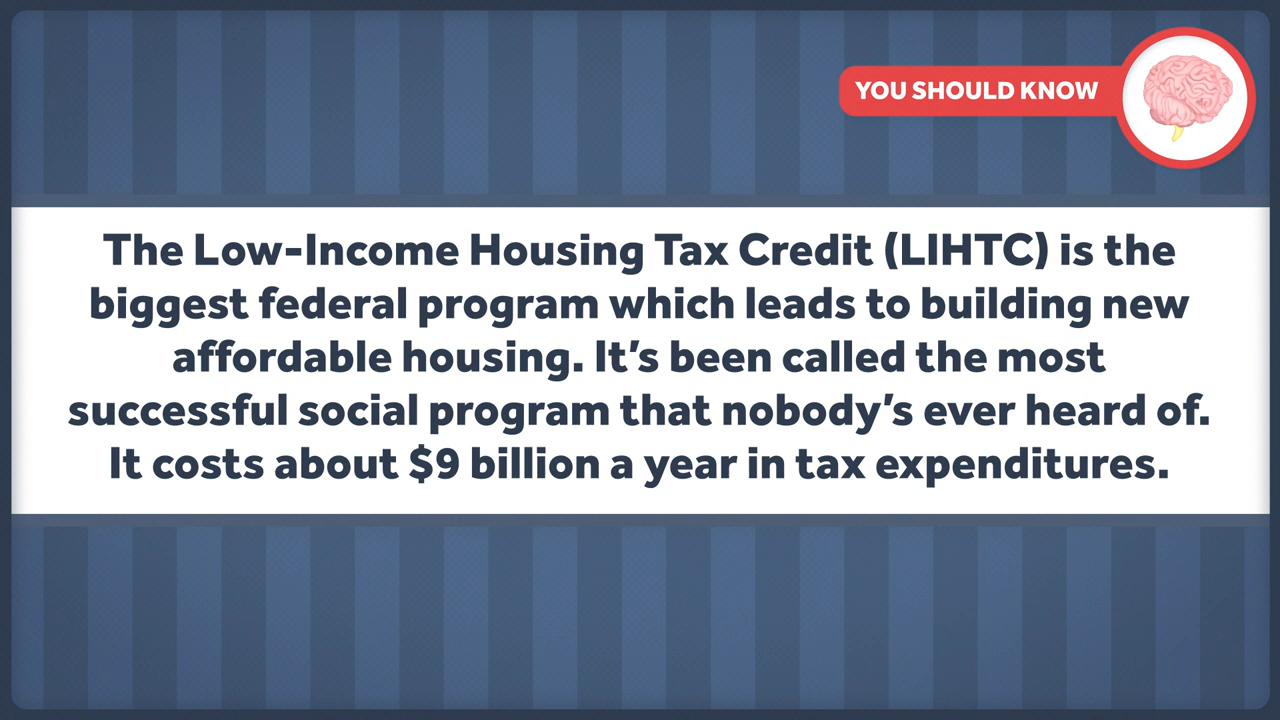 YOU SHOULD KNOW
The Low-Income Housing Tax Credit (LIHTC) is the
biggest federal program which leads to building new
affordable housing. It’s been called the most
successful social program that nobody’s ever heard of.
It costs about $9 billion a year in tax expenditures.